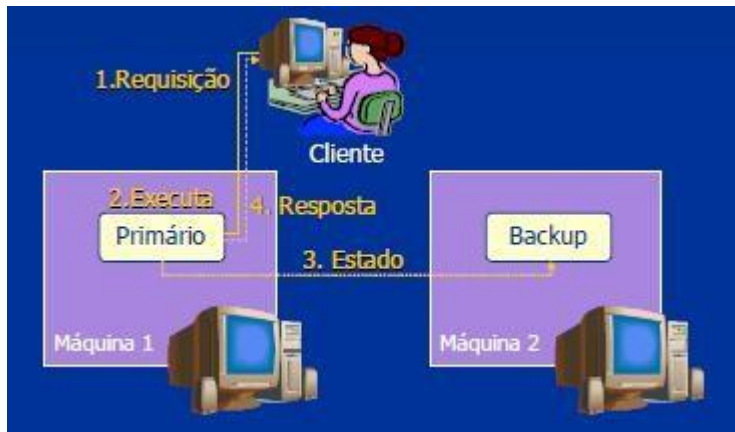 1.Requisição
Cliente
2.Executa
4. Resposta
Primário
Backup
3. Estado
Máquina 1
Máquina 2